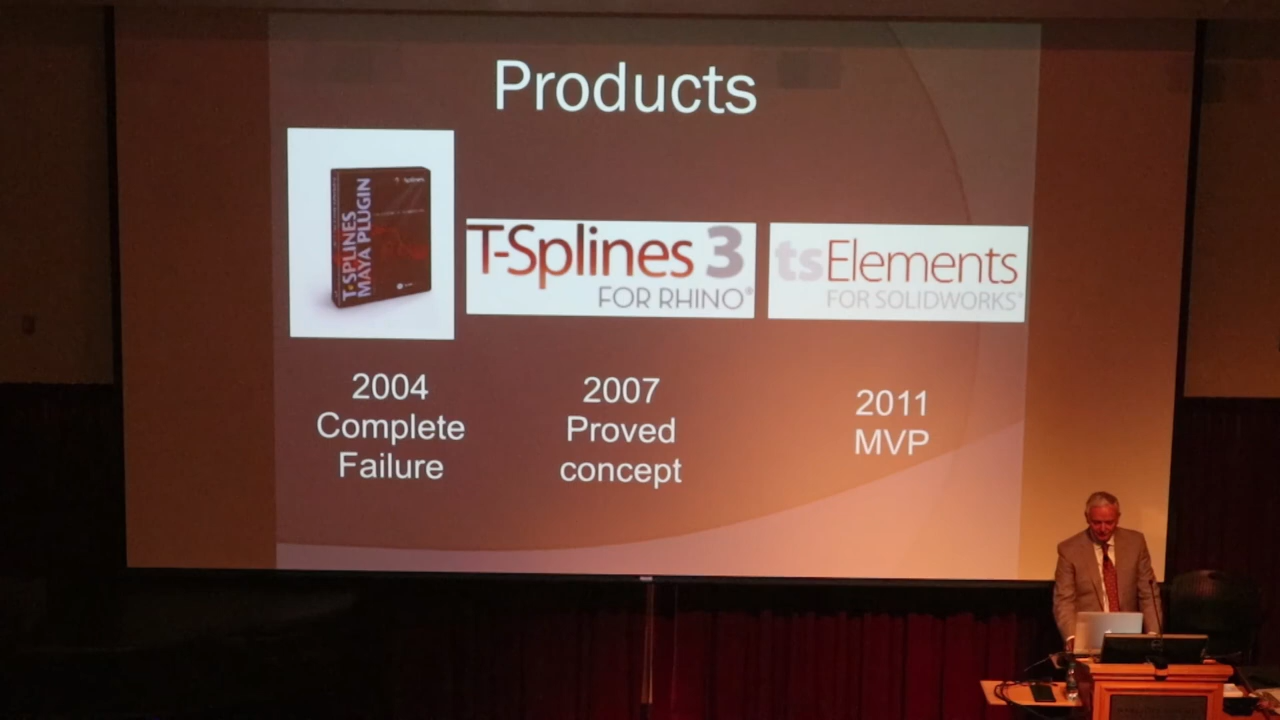 Products
T-SPLINES
MAYA PLUGIN
T-Splines 3
FOR RHINO®
tsElements
FOR SOLIDWORKS®
2004
Complete
Failure
2007
Proved
concept
2011
MVP